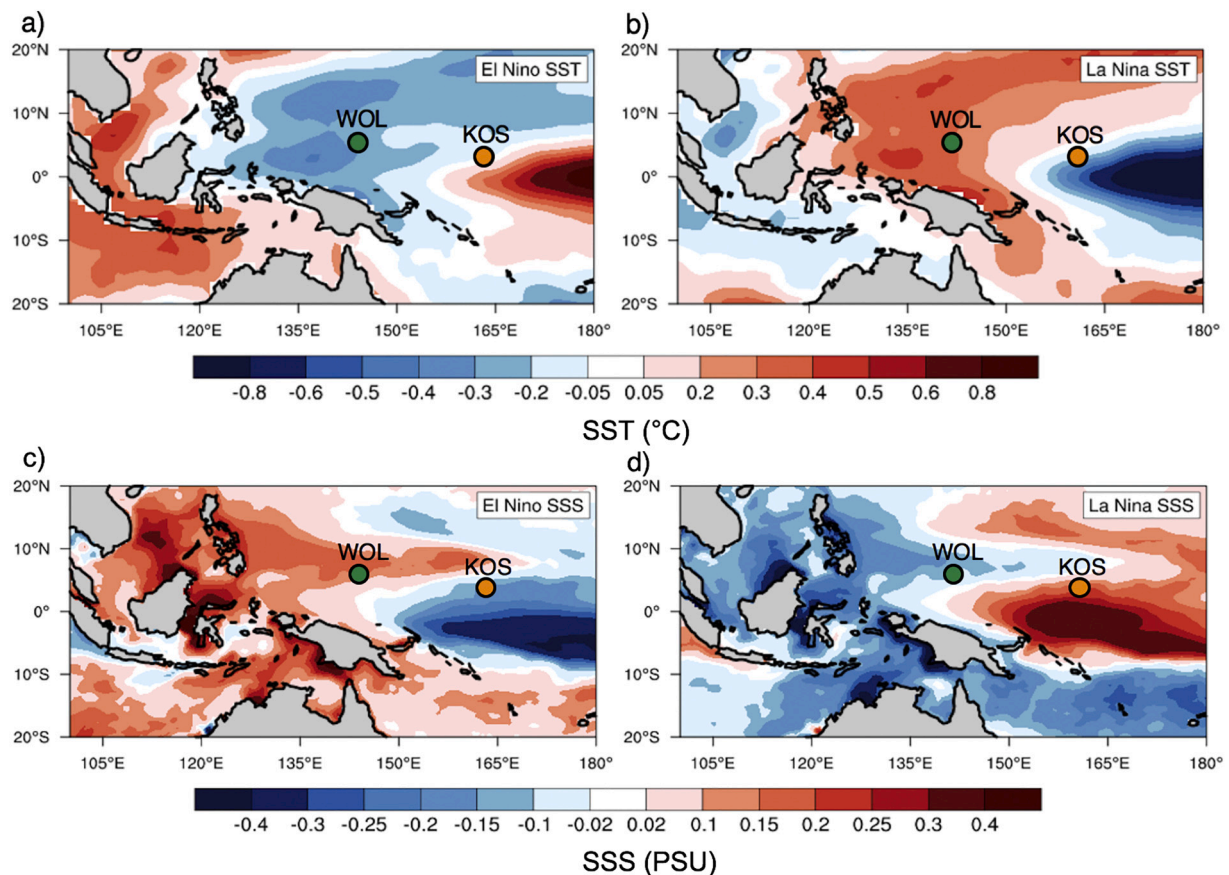 a)
b)
20°N
El Nino SST
20°N
La Nina SST
10°N
WOL
KOS
10°N
WOL
KOS
0°
0°
10°S
10°S
20°S
20°S
105°E 120°E 135°E 150°E 165°E 180°
105°E 120°E 135°E 150°E 165°E 180°
-0.8 -0.6 -0.5 -0.4 -0.3 -0.2 -0.05 0.05 0.2 0.3 0.4 0.5 0.6 0.8
SST (°C)
c)
d)
20°N
El Nino SSS
20°N
La Nina SSS
10°N
WOL
KOS
10°N
WOL
KOS
0°
0°
10°S
10°S
20°S
20°S
105°E 120°E 135°E 150°E 165°E 180°
105°E 120°E 135°E 150°E 165°E 180°
-0.4 -0.3 -0.25 -0.2 -0.15 -0.1 -0.02 0.02 0.1 0.15 0.2 0.25 0.3 0.4
SSS (PSU)